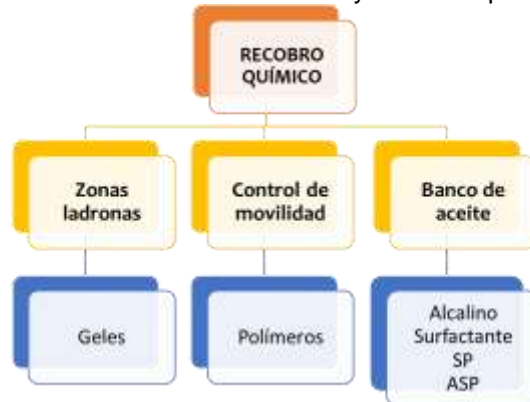 y
RECOBRO
QUÍMICO
Zonas
ladronas
Control de
movilidad
Banco de
aceite
Geles
Polímeros
Alcalino
Surfactante
SP
ASP